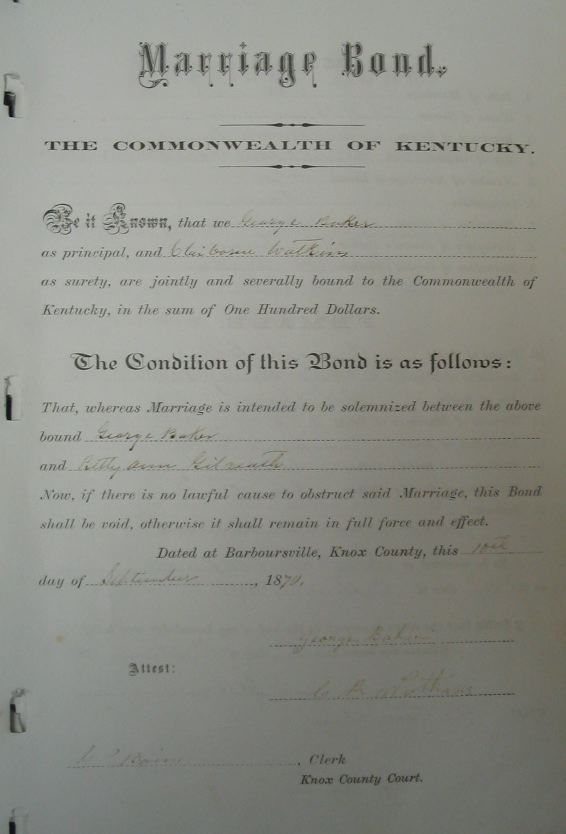 Marriage Bond,
THE COMMONWEALTH OF KENTUCKY.
Be it Known, that we George Baker
as principal, and Claiborne Watkins
as surety, are jointly and severally bound to the Commonwealth of
Kentucky, in the sum of One Hundred Dollars.
The Condition of this Bond is as follows:
That, whereas Marriage is intended to be solemnized between the above
bound George Baker
and Betty ann Gilreath
Now, if there is no lawful cause to obstruct said Marriage, this Bond
shall be void, otherwise it shall remain in full force and effect.
Dated at Barboursville, Knox County, this 10th
day of September, 1870.
George Baker
Attest:
C
, Clerk
Knox County Court.